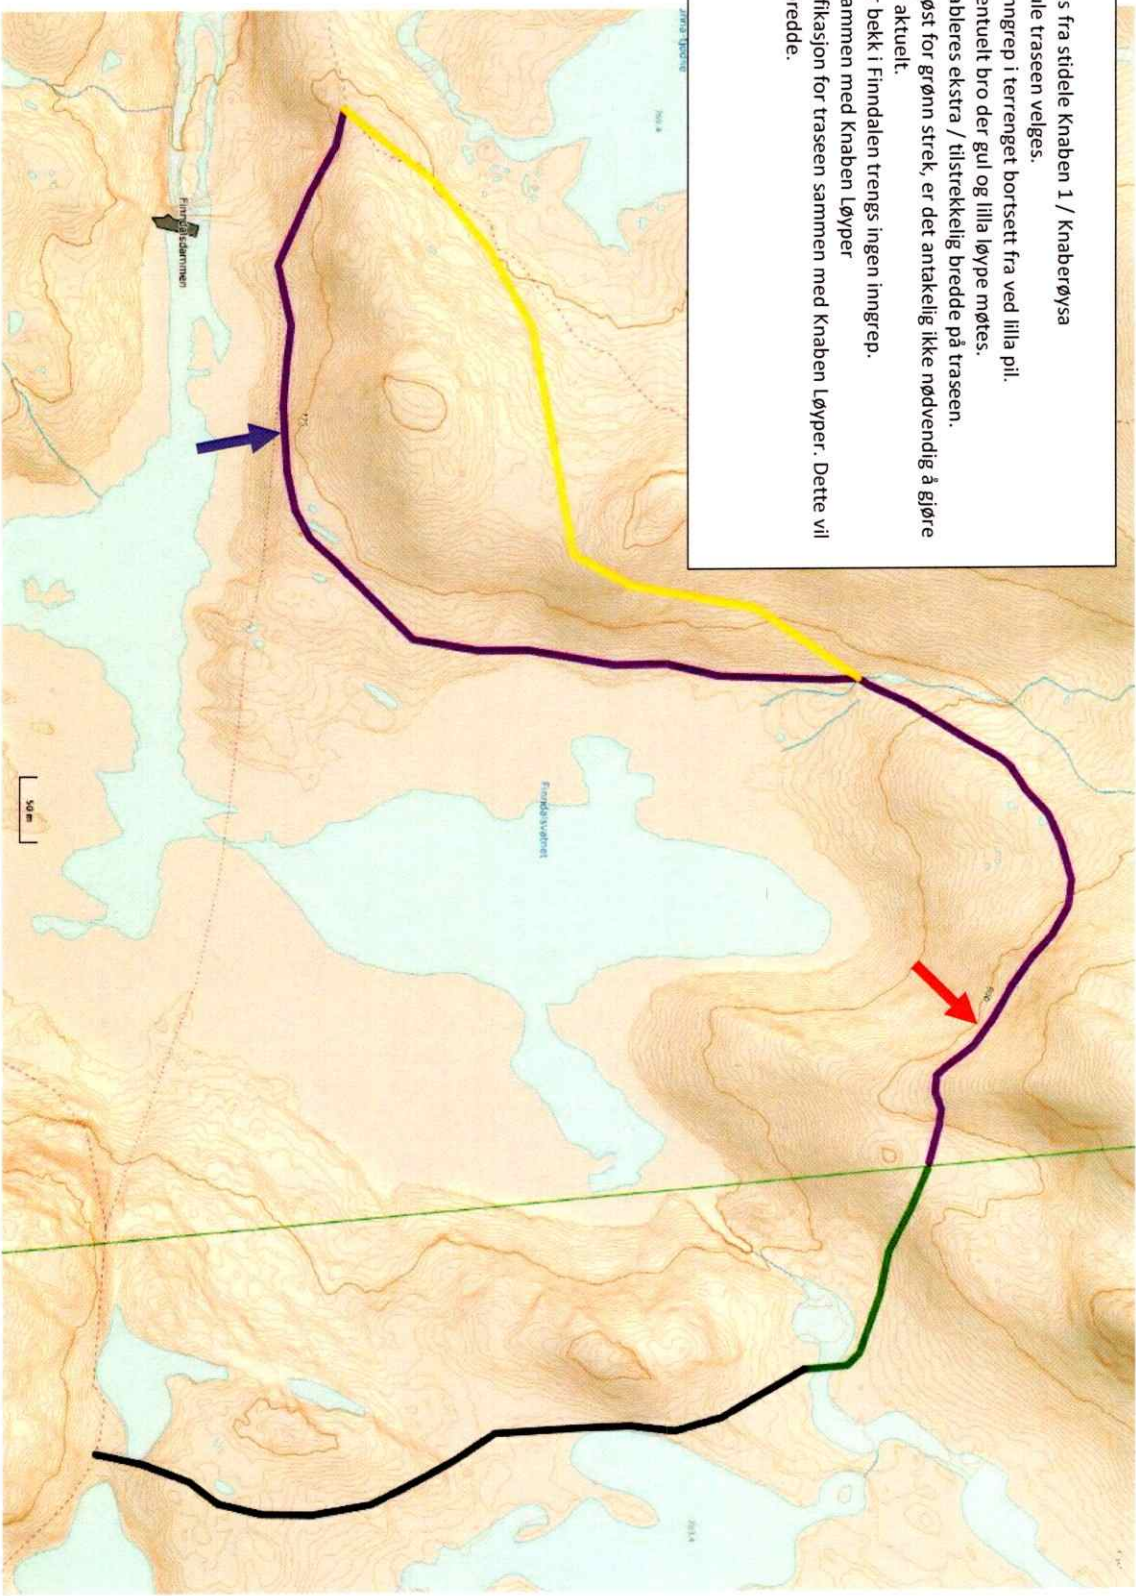 s fra stidele Knaben 1 / Knaberøysa
le traseen velges.
nngrep i terrenget bortsett fra ved lilla pil.
entuelt bro der gul og lilla løype møtes.
ableres ekstra / tilstrekkelig bredde på traseen.
øst for grønn strek, er det antakelig ikke nødvendig å gjøre
aktuelt.
r bekk i Finndalen trengs ingen inngrep.
ammen med Knaben Løyper
fikasjon for traseen sammen med Knaben Løyper. Dette vil
redde.
Finndalsdammen
Finndalsvatnet
50 m